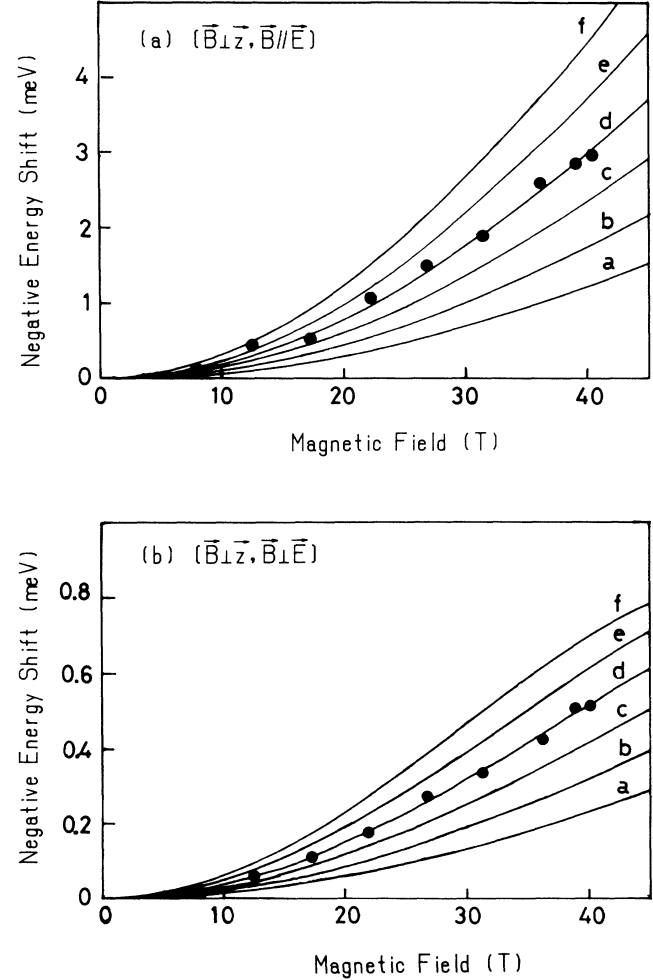 (a) [B⃗⊥z⃗, B⃗//E⃗]
f
e
d
c
b
a
Negative Energy Shift (meV)
4
3
2
1
0
0 10 20 30 40
Magnetic Field (T)
(b) [B⃗⊥z⃗, B⃗⊥E⃗]
f
e
d
c
b
a
Negative Energy Shift (meV)
0.8
0.6
0.4
0.2
0
0 10 20 30 40
Magnetic Field (T)